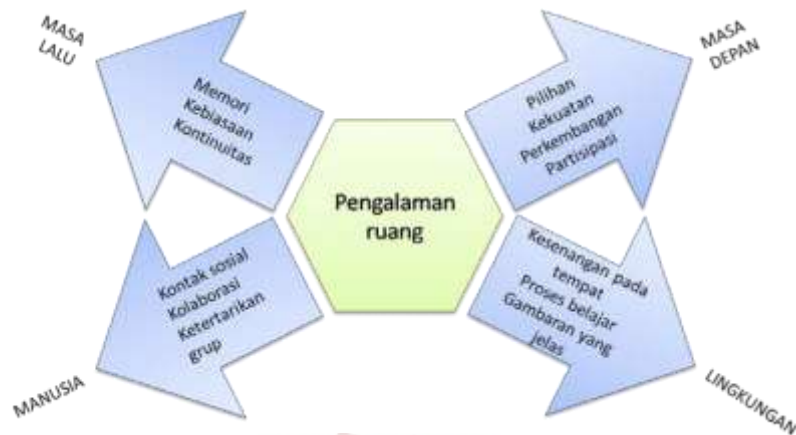 MASA
LALU
Memori
Kebiasaan
Kontinuitas
MASA
DEPAN
Pilihan
Kekuatan
Perkembangan
Partisipasi
Pengalaman
ruang
Kontak sosial
Kolaborasi
Ketertarikan
grup
MANUSIA
Kesenangan pada
tempat
Proses belajar
Gambaran yang
jelas
LINGKUNGAN